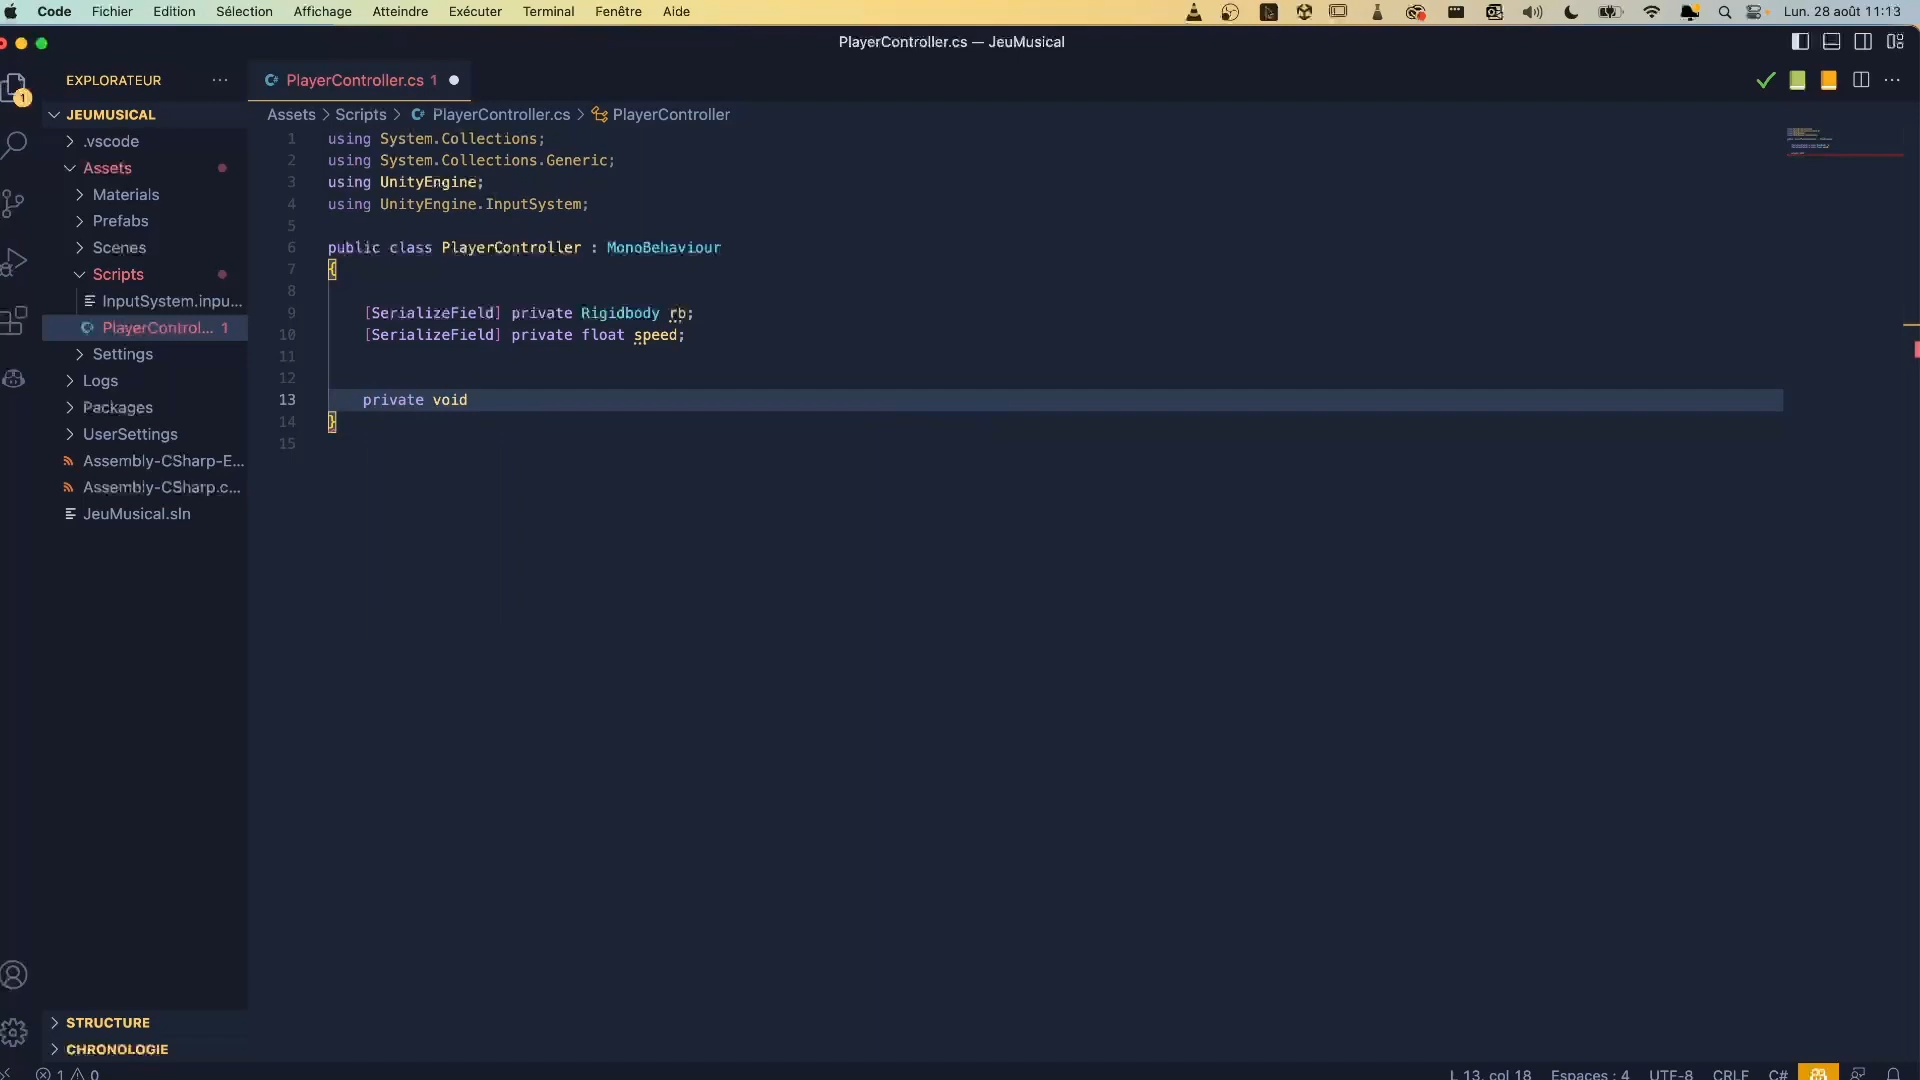 Code Fichier Edition Sélection Affichage Atteindre Exécuter Terminal Fenêtre Aide Lun. 28 août 11:13
PlayerController.cs — JeuMusical
EXPLORATEUR
PlayerController.cs 1
1
JEUMUSICAL
Assets > Scripts > PlayerController.cs > PlayerController
.vscode
Assets
Materials
Prefabs
Scenes
Scripts
InputSystem.inpu...
PlayerControl... 1
Settings
Logs
Packages
UserSettings
Assembly-CSharp-E...
Assembly-CSharp.c...
JeuMusical.sln
1 using System.Collections;
2 using System.Collections.Generic;
3 using UnityEngine;
4 using UnityEngine.InputSystem;
5
6 public class PlayerController : MonoBehaviour
7 {
8
9 [SerializeField] private Rigidbody rb;
10 [SerializeField] private float speed;
11
12
13 private void
14 }
15
STRUCTURE
CHRONOLOGIE
1 0 L 13, col 18 Espaces : 4 UTF-8 CRLF C#